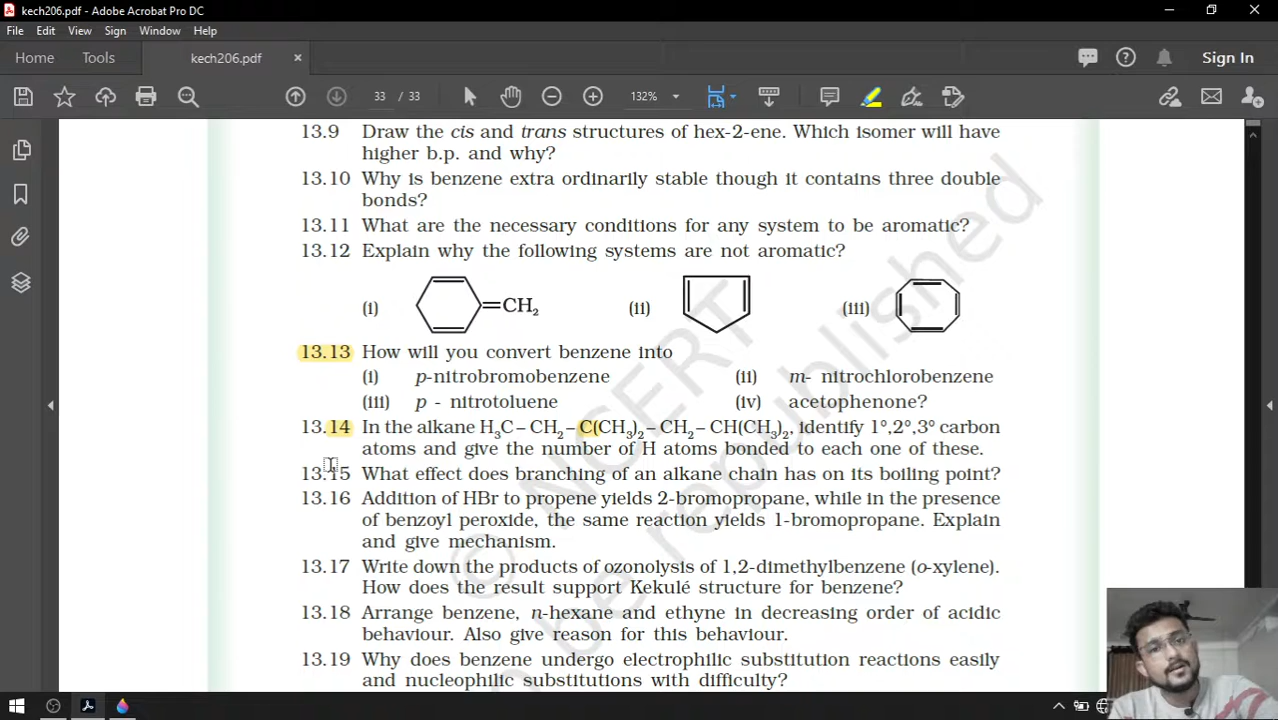 kech206.pdf - Adobe Acrobat Pro DC
File Edit View Sign Window Help
Home Tools kech206.pdf × Sign In
33 / 33 132%
13.9 Draw the cis and trans structures of hex-2-ene. Which isomer will have
higher b.p. and why?
13.10 Why is benzene extra ordinarily stable though it contains three double
bonds?
13.11 What are the necessary conditions for any system to be aromatic?
13.12 Explain why the following systems are not aromatic?
(i) =CH₂ (ii) (iii)
13.13 How will you convert benzene into
(i) p-nitrobromobenzene (ii) m- nitrochlorobenzene
(iii) p - nitrotoluene (iv) acetophenone?
13.14 In the alkane H₃C – CH₂ – C(CH₃)₂ – CH₂ – CH(CH₃)₂, identify 1°,2°,3° carbon
atoms and give the number of H atoms bonded to each one of these.
13.15 What effect does branching of an alkane chain has on its boiling point?
13.16 Addition of HBr to propene yields 2-bromopropane, while in the presence
of benzoyl peroxide, the same reaction yields 1-bromopropane. Explain
and give mechanism.
13.17 Write down the products of ozonolysis of 1,2-dimethylbenzene (o-xylene).
How does the result support Kekulé structure for benzene?
13.18 Arrange benzene, n-hexane and ethyne in decreasing order of acidic
behaviour. Also give reason for this behaviour.
13.19 Why does benzene undergo electrophilic substitution reactions easily
and nucleophilic substitutions with difficulty?
© NCERT
be republished